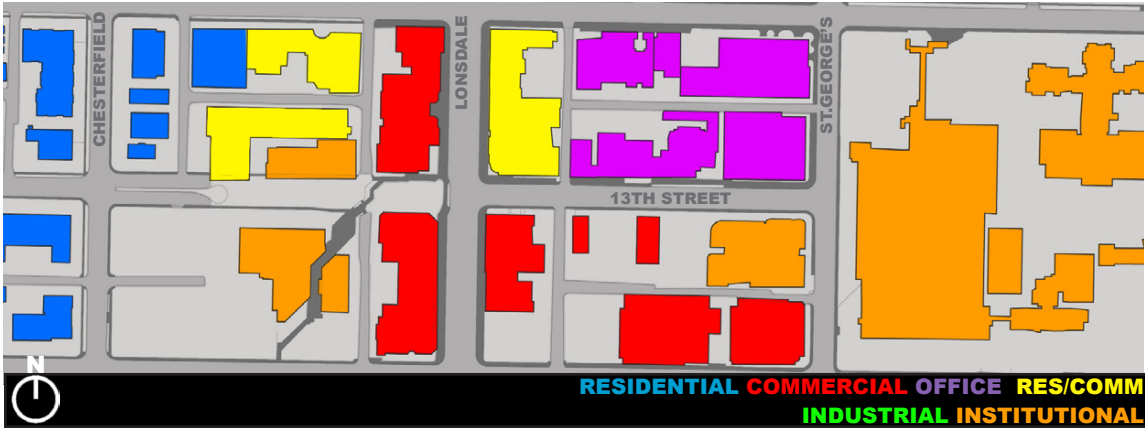 CHESTERFIELD
LONSDALE
ST.GEORGE'S
13TH STREET
N
RESIDENTIAL COMMERCIAL OFFICE RES/COMM
INDUSTRIAL INSTITUTIONAL